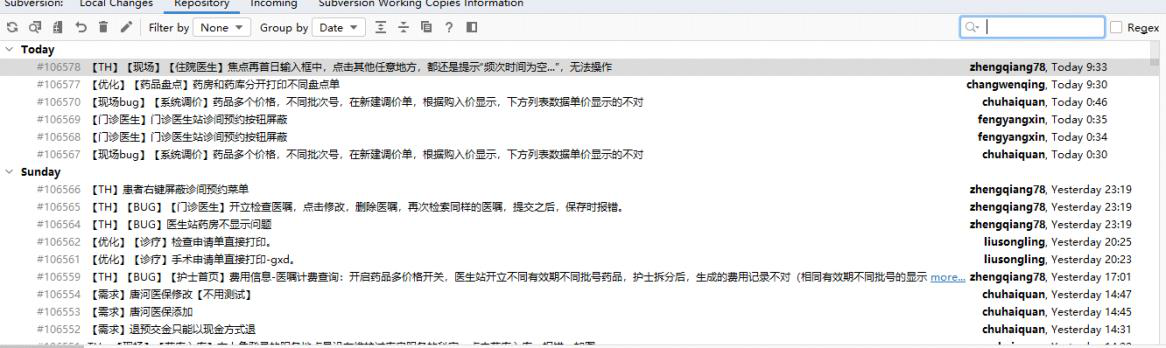 Subversion: Local Changes Repository Incoming Subversion Working Copies Information
Filter by None Group by Date ? Regex
Today
#106578 【TH】【现场】【住院医生】焦点再首日输入框中，点击其他任意地方，都还是提示“频次时间为空...”，无法操作 zhengqiang78, Today 9:33
#106577 【优化】【药品盘点】药房和药库分开打印不同盘点单 changwenqing, Today 9:30
#106570 【现场bug】【系统调价】药品多个价格，不同批次号，在新建调价单，根据购入价显示，下方列表数据单价显示的不对 chuhaiquan, Today 0:46
#106569 【门诊医生】门诊医生站诊间预约按钮屏蔽 fengyangxin, Today 0:35
#106568 【门诊医生】门诊医生站诊间预约按钮屏蔽 fengyangxin, Today 0:34
#106567 【现场bug】【系统调价】药品多个价格，不同批次号，在新建调价单，根据购入价显示，下方列表数据单价显示的不对 chuhaiquan, Today 0:30
Sunday
#106566 【TH】患者右键屏蔽诊间预约菜单 zhengqiang78, Yesterday 23:19
#106565 【TH】【BUG】【门诊医生】开立检查医嘱，点击修改，删除医嘱，再次检索同样的医嘱，提交之后，保存时报错。 zhengqiang78, Yesterday 23:19
#106564 【TH】【BUG】医生站药房不显示问题 zhengqiang78, Yesterday 23:19
#106562 【优化】【诊疗】检查申请单直接打印。 liusongling, Yesterday 20:25
#106561 【优化】【诊疗】手术申请单直接打印-gxd。 liusongling, Yesterday 20:23
#106559 【TH】【BUG】【护士首页】费用信息-医嘱计费查询：开启药品多价格开关，医生站开立不同有效期不同批号药品，护士拆分后，生成的费用记录不对（相同有效期不同批号的显示 more... zhengqiang78, Yesterday 17:01
#106554 【需求】唐河医保修改【不用测试】 chuhaiquan, Yesterday 14:47
#106553 【需求】唐河医保添加 chuhaiquan, Yesterday 14:45
#106552 【需求】退预交金只能以现金方式退 chuhaiquan, Yesterday 14:31